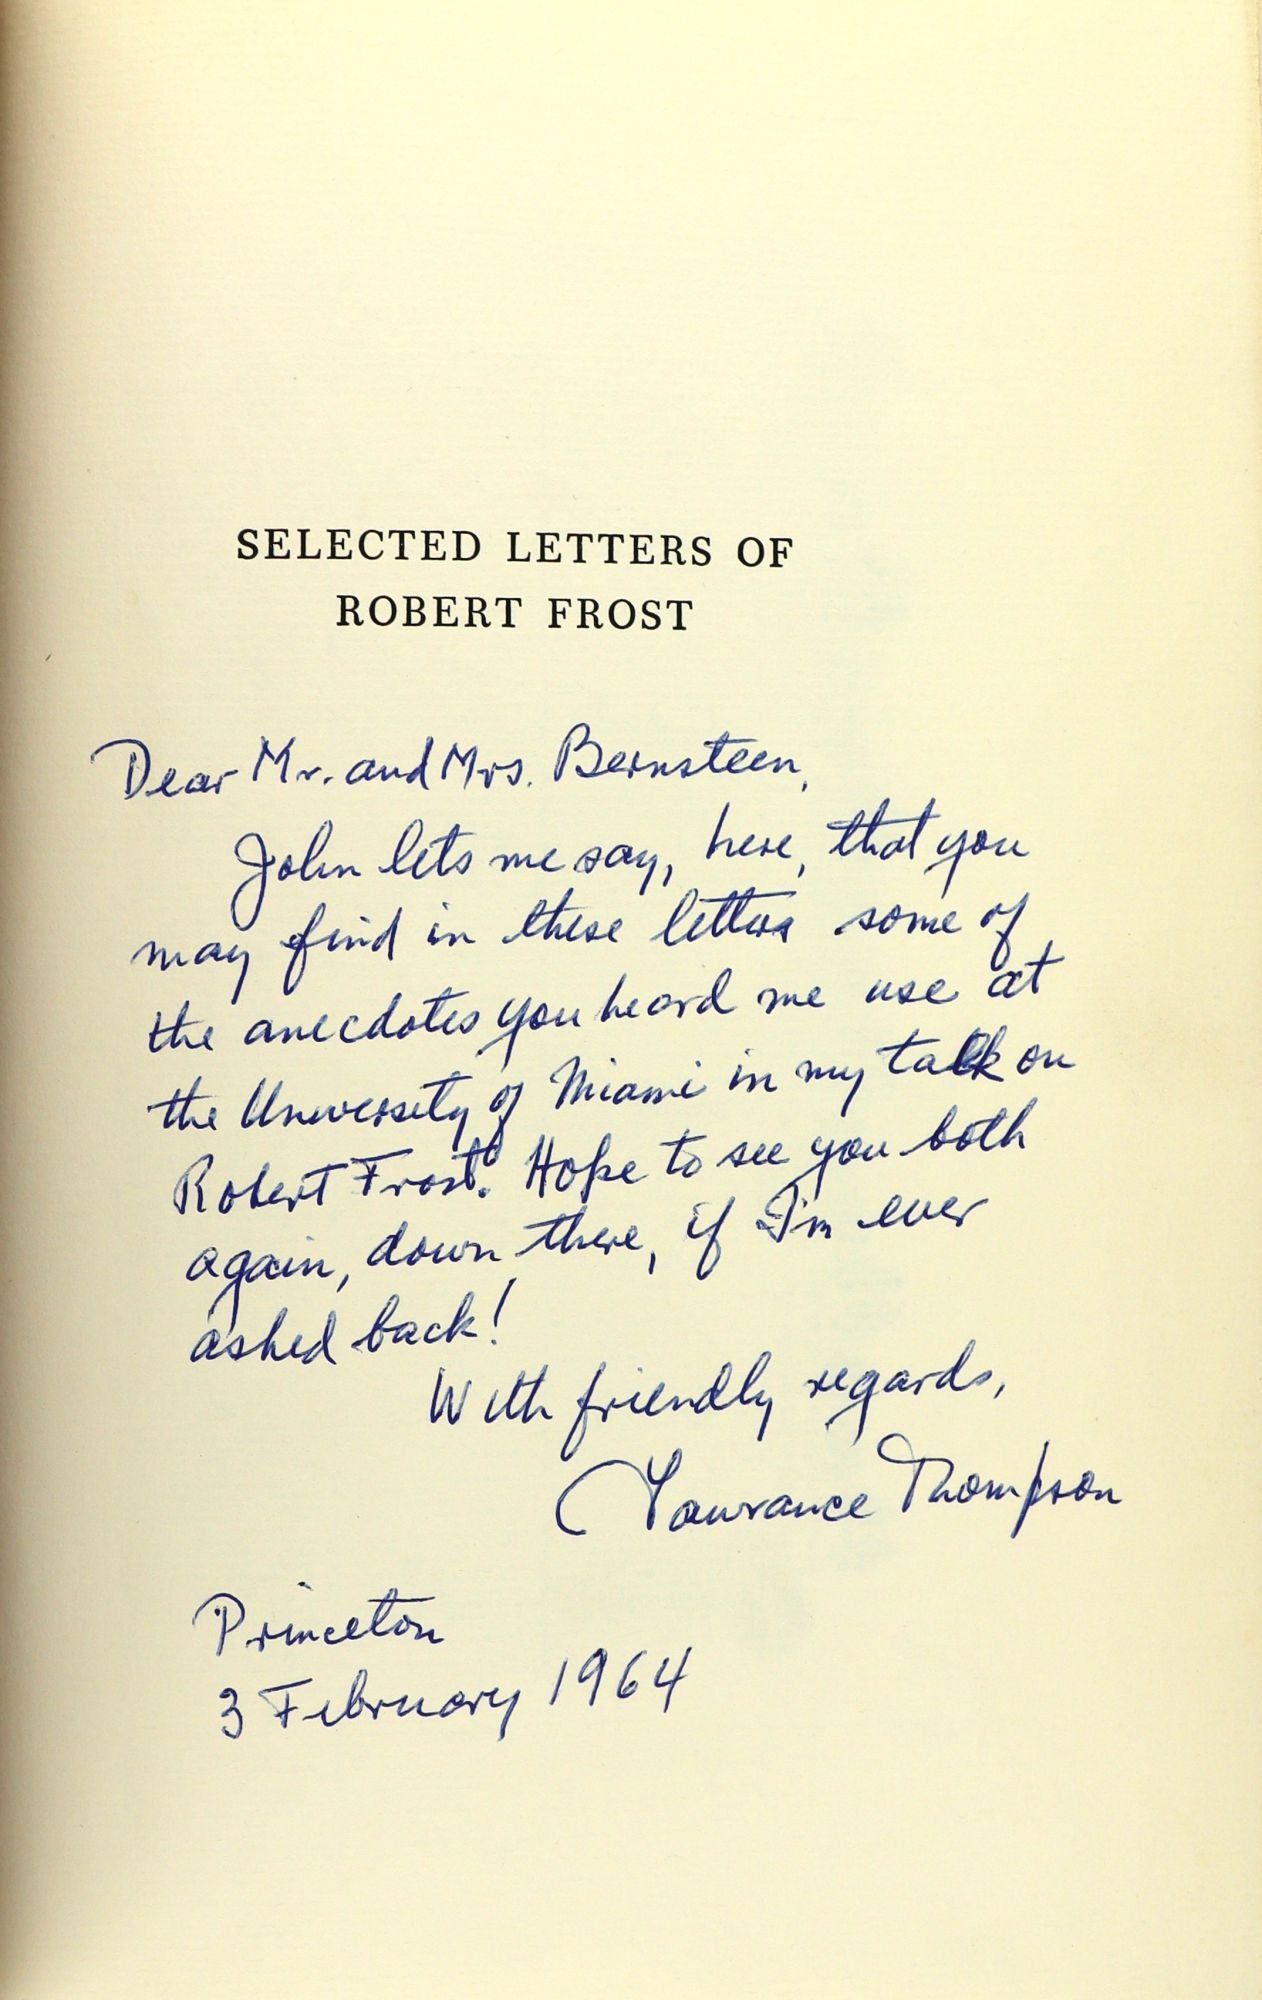 SELECTED LETTERS OF
ROBERT FROST
Dear Mr. and Mrs. Bernsteen,
John lets me say, here, that you
may find in these letters some of
the anecdotes you heard me use at
the University of Miami in my talk on
Robert Frost. Hope to see you both
again, down there, if I'm ever
asked back!
With friendly regards,
Lawrance Thompson
Princeton
3 February 1964